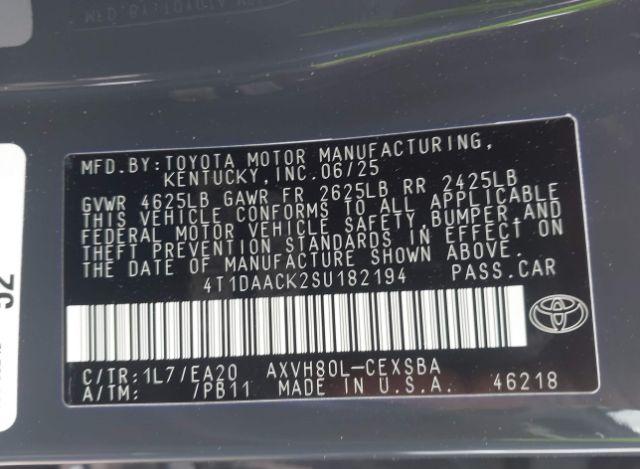 MFD.BY:TOYOTA MOTOR MANUFACTURING,
KENTUCKY,INC.06/25
GVWR 4625LB GAWR FR 2625LB RR 2425LB
THIS VEHICLE CONFORMS TO ALL APPLICABLE
FEDERAL MOTOR VEHICLE SAFETY,BUMPER,AND
THEFT PREVENTION STANDARDS IN EFFECT ON
THE DATE OF MANUFACTURE SHOWN ABOVE.
4T1DAACK2SU182194 PASS.CAR
C/TR:1L7/EA20 AXVH80L-CEXSBA
A/TM: /PB11 MADE IN U.S.A. 46218
52